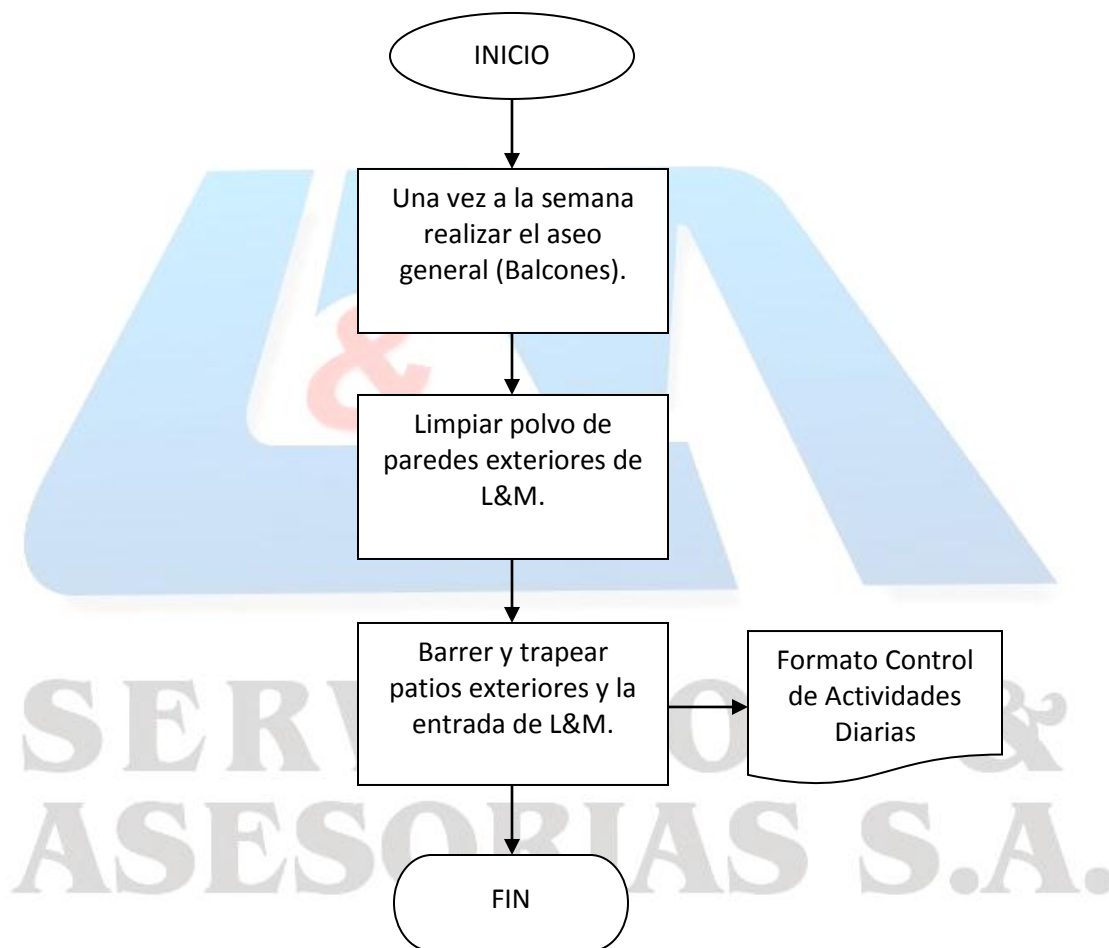 INICIO
Una vez a la semana
realizar el aseo
general (Balcones).
Limpiar polvo de
paredes exteriores de
L&M.
Barrer y trapear
patios exteriores y la
entrada de L&M.
Formato Control
de Actividades
Diarias
FIN
&
&
ASESORIAS S.A.